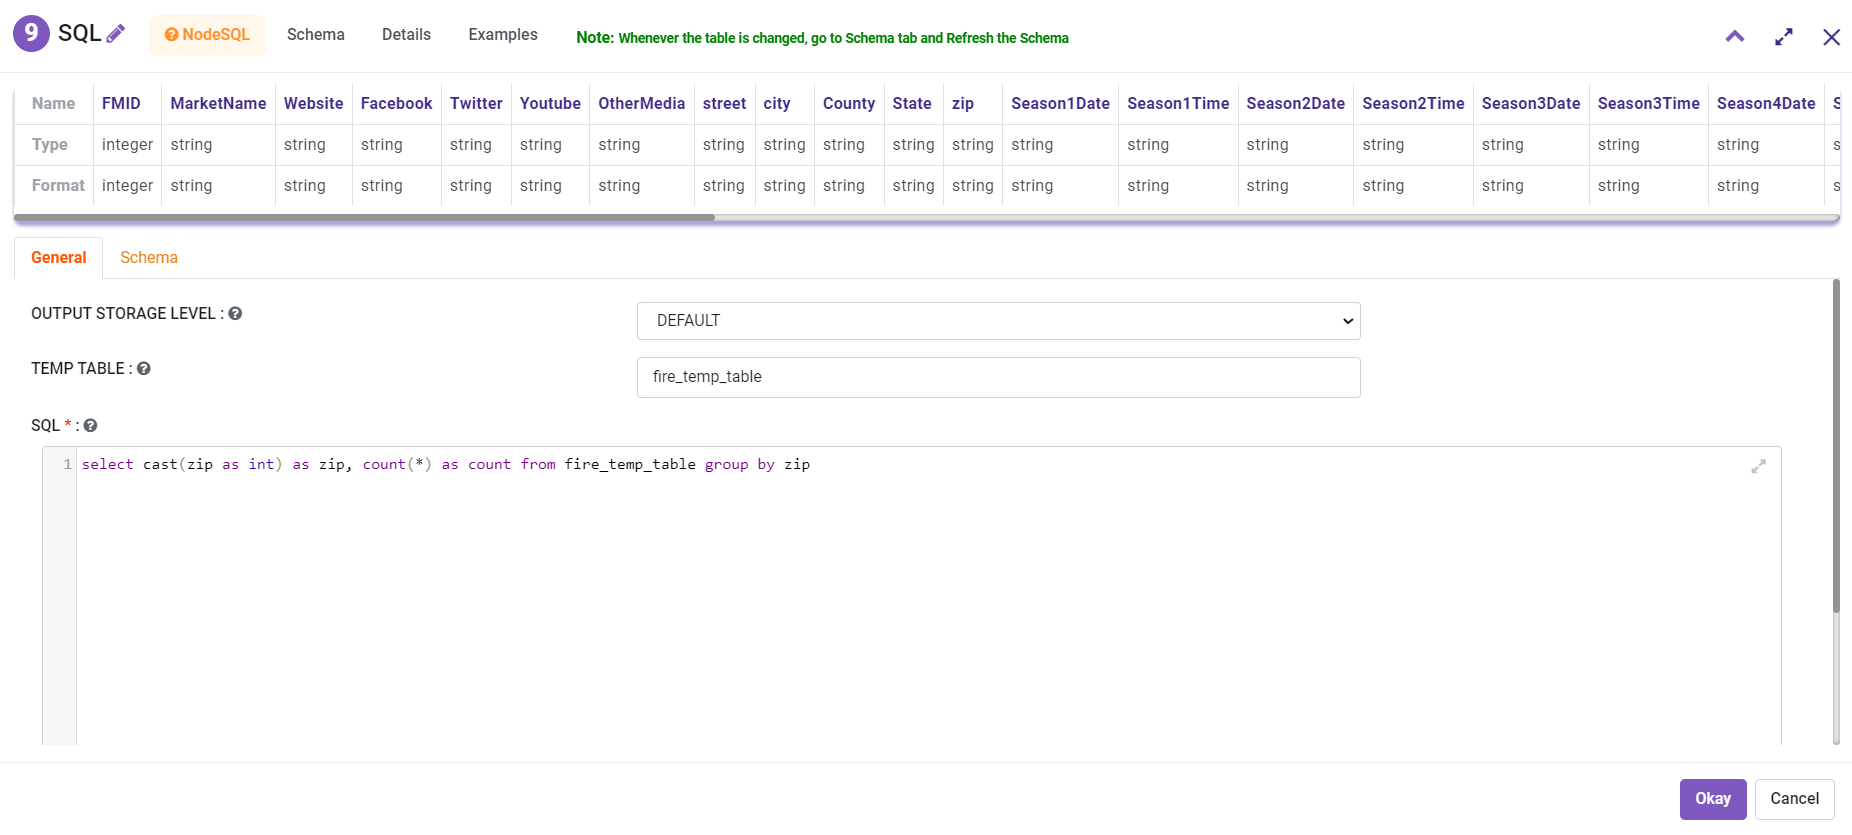 9 SQL NodeSQL Schema Details Examples Note: Whenever the table is changed, go to Schema tab and Refresh the Schema
Name FMID MarketName Website Facebook Twitter Youtube OtherMedia street city County State zip Season1Date Season1Time Season2Date Season2Time Season3Date Season3Time Season4Date S
Type integer string string string string string string string string string string string string string string string string string string s
Format integer string string string string string string string string string string string string string string string string string string s
General Schema
OUTPUT STORAGE LEVEL : DEFAULT
TEMP TABLE : fire_temp_table
SQL * :
1 select cast(zip as int) as zip, count(*) as count from fire_temp_table group by zip
Okay Cancel